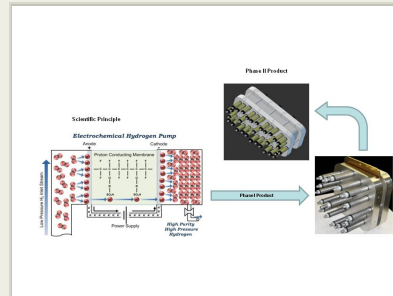 Phase II Product
Scientific Principle
Electrochemical Hydrogen Pump
Anode
Cathode
Proton Conducting Membrane
Low Pressure H₂ Inlet Stream
Power Supply
High Purity
High Pressure
Hydrogen
Phase I Product